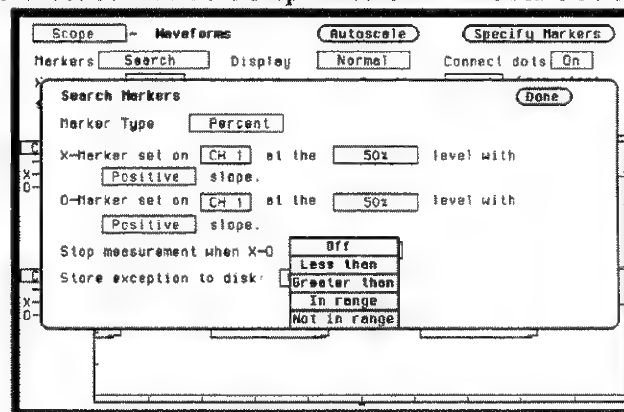 Scope Waveforms Autoscale Specify Markers
Markers Search Display Normal Connect dots On
Search Markers Done
Marker Type Percent
X-Marker set on CH 1 at the 50% level with
Positive slope.
O-Marker set on CH 1 at the 50% level with
Positive slope.
Stop measurement when X-O Off
Less than
Store exception to disk: Greater than
In range
Not in range
X-
O-
X-
O-